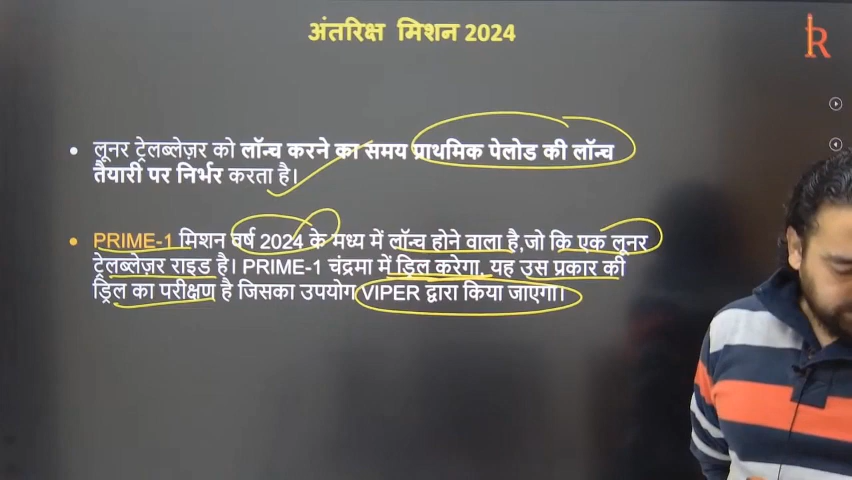 अंतरिक्ष मिशन 2024
R
लूनर ट्रेलब्लेज़र को लॉन्च करने का समय प्राथमिक पेलोड की लॉन्च
तैयारी पर निर्भर करता है।
PRIME-1 मिशन वर्ष 2024 के मध्य में लॉन्च होने वाला है,जो कि एक लूनर
ट्रेलब्लेज़र राइड है। PRIME-1 चंद्रमा में ड्रिल करेगा, यह उस प्रकार की
ड्रिल का परीक्षण है जिसका उपयोग VIPER द्वारा किया जाएगा।